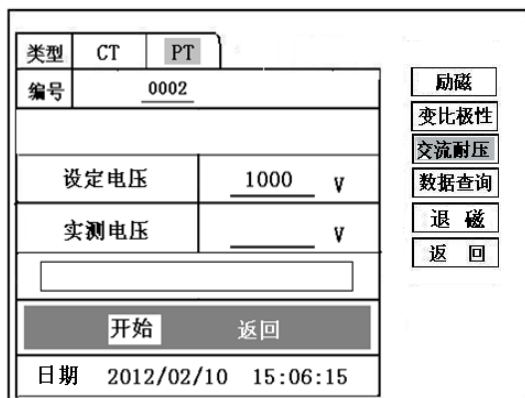 类型 CT PT
编号 0002
设定电压 1000 V
实测电压 V
开始 返回
日期 2012/02/10 15:06:15
励磁
变比极性
交流耐压
数据查询
退 磁
返 回